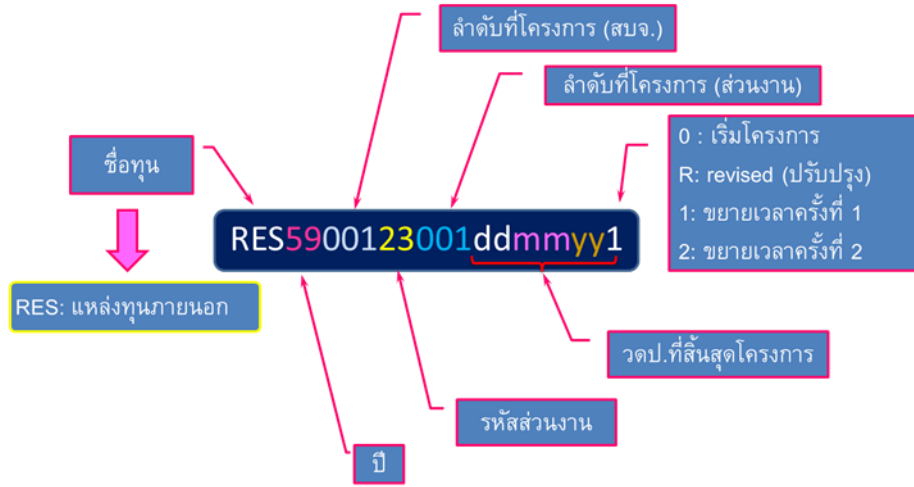 ลำดับที่โครงการ (สบจ.)
ลำดับที่โครงการ (ส่วนงาน)
0 : เริ่มโครงการ
R: revised (ปรับปรุง)
1: ขยายเวลาครั้งที่ 1
2: ขยายเวลาครั้งที่ 2
ชื่อทุน
RES5900123001ddmmyy1
RES: แหล่งทุนภายนอก
วดป.ที่สิ้นสุดโครงการ
รหัสส่วนงาน
ปี